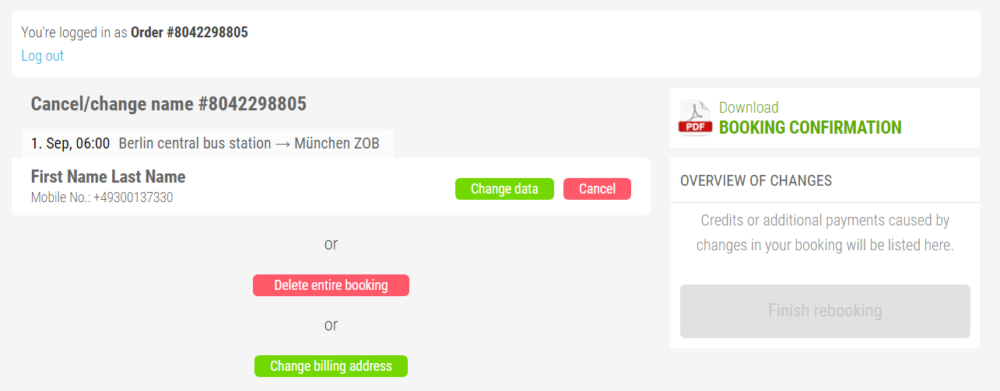 You're logged in as Order #8042298805
Log out
Cancel/change name #8042298805
1. Sep, 06:00 Berlin central bus station → München ZOB
First Name Last Name
Mobile No.: +49300137330
Change data
Cancel
or
Delete entire booking
or
Change billing address
PDF
Download
BOOKING CONFIRMATION
OVERVIEW OF CHANGES
Credits or additional payments caused by
changes in your booking will be listed here.
Finish rebooking